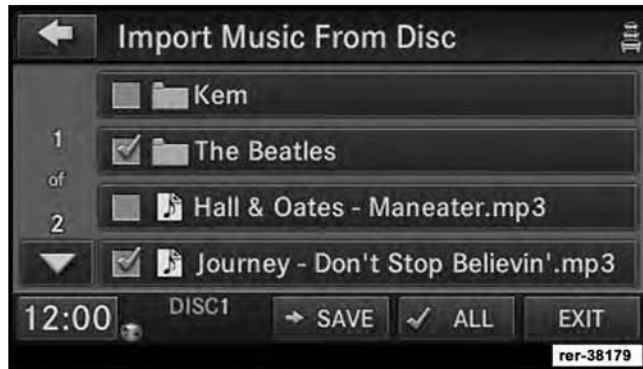 Import Music From Disc
Kem
1
of
2
The Beatles
Hall & Oates - Maneater.mp3
Journey - Don't Stop Believin'.mp3
12:00
DISC1
SAVE
ALL
EXIT
rer-38179